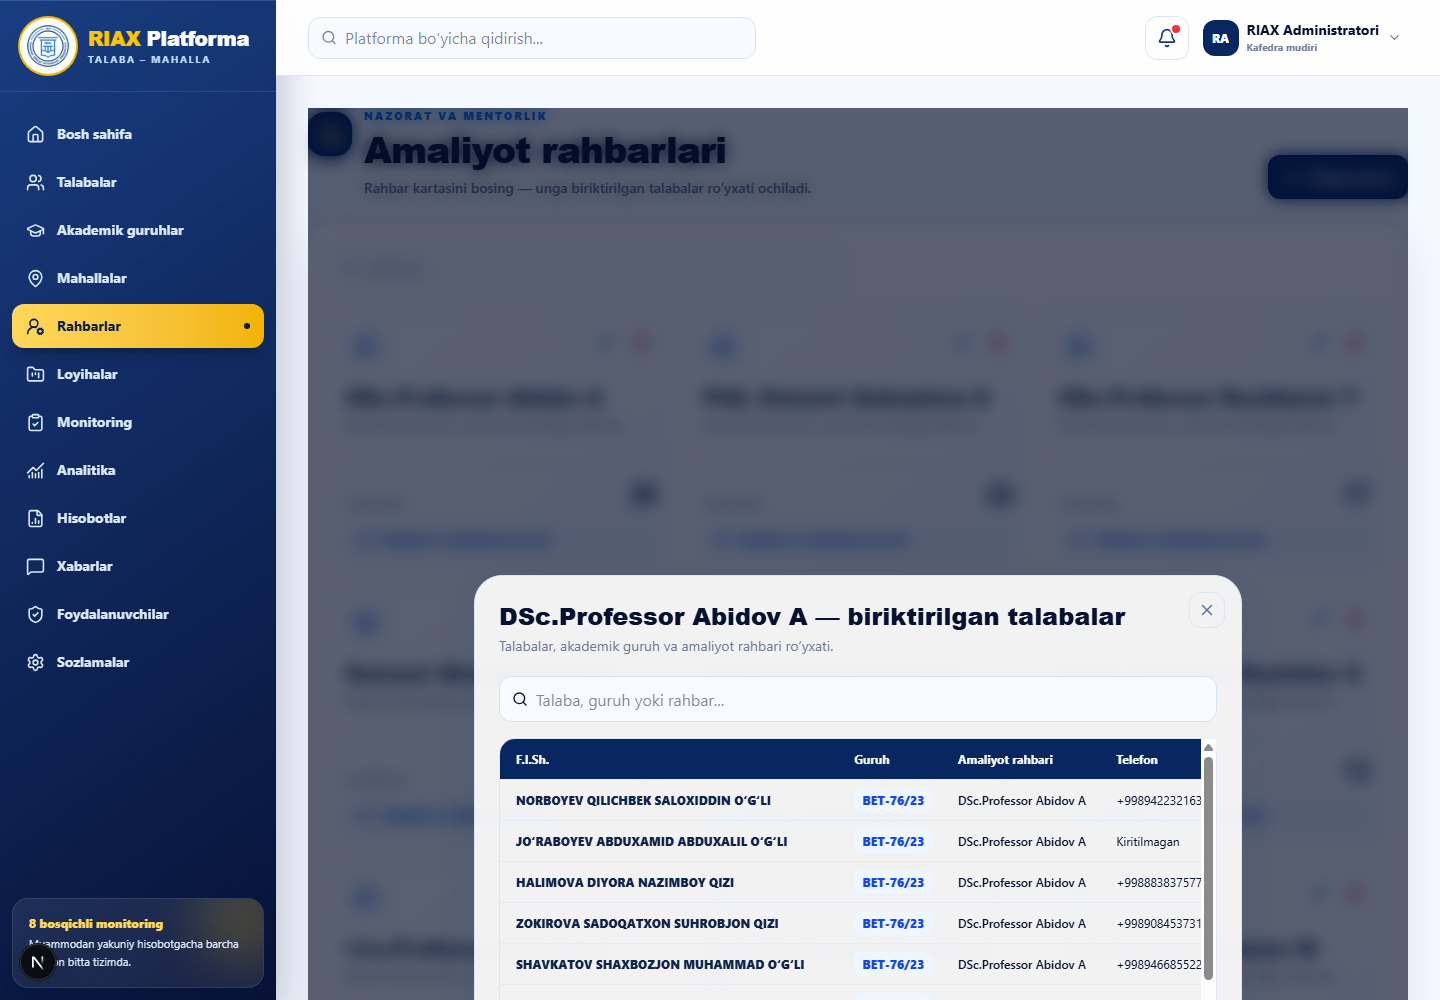 RIAX Platforma
TALABA – MAHALLA
Platforma bo‘yicha qidirish...
RA
RIAX Administratori
Kafedra mudiri
Bosh sahifa
Talabalar
Akademik guruhlar
Mahallalar
Rahbarlar
Loyihalar
Monitoring
Analitika
Hisobotlar
Xabarlar
Foydalanuvchilar
Sozlamalar
8 bosqichli monitoring
yakuniy hisobotgacha barcha
bitta tizimda.
N
NAZORAT VA MENTORLIK
Amaliyot rahbarlari
Rahbar kartasini bosing — unga biriktirilgan talabalar ro‘yxati ochiladi.
DSc.Professor Abidov A — biriktirilgan talabalar
Talabalar, akademik guruh va amaliyot rahbari ro‘yxati.
Talaba, guruh yoki rahbar...
F.I.Sh. Guruh Amaliyot rahbari Telefon
NORBOYEV QILICHBEK SALOXIDDIN O‘G‘LI BET-76/23 DSc.Professor Abidov A +998942232163
JO‘RABOYEV ABDUXAMID ABDUXALIL O‘G‘LI BET-76/23 DSc.Professor Abidov A Kiritilmagan
HALIMOVA DIYORA NAZIMBOY QIZI BET-76/23 DSc.Professor Abidov A +998883837577
ZOKIROVA SADOQATXON SUHROBJON QIZI BET-76/23 DSc.Professor Abidov A +998908453731
SHAVKATOV SHAXBOZJON MUHAMMAD O‘G‘LI BET-76/23 DSc.Professor Abidov A +998946685522